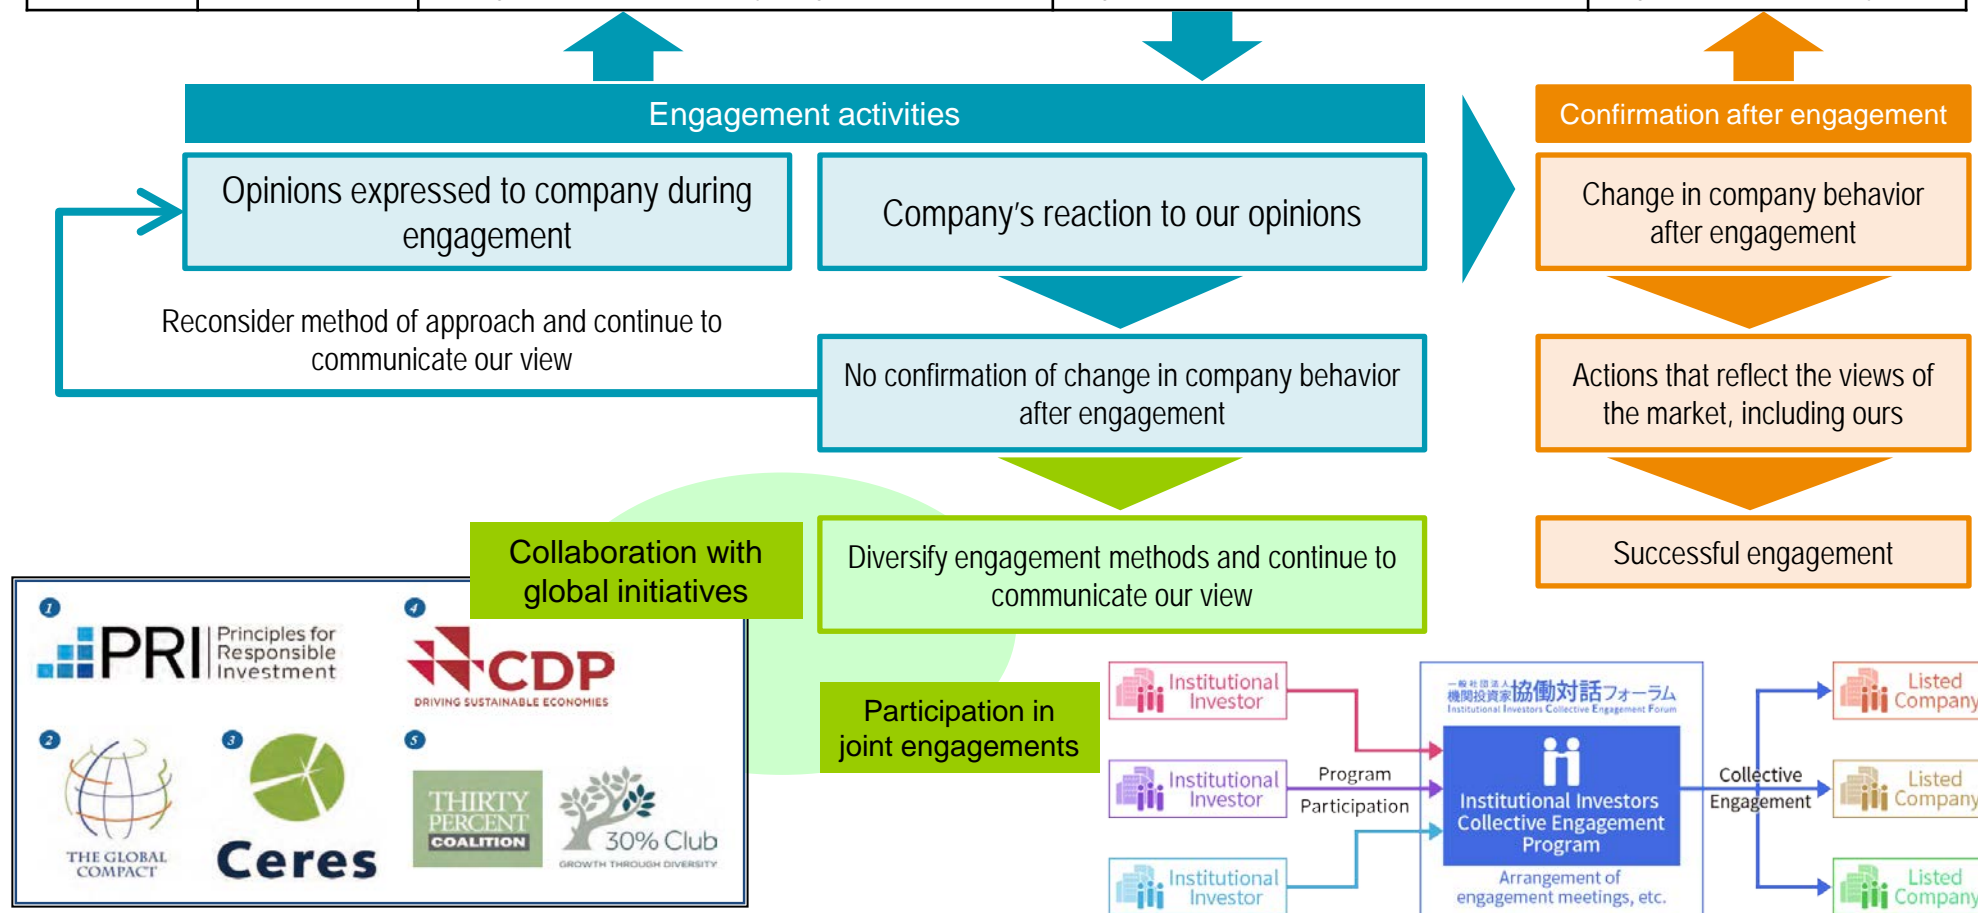 Engagement activities
Confirmation after engagement
Opinions expressed to company during
engagement
Company's reaction to our opinions
Change in company behavior
after engagement
Reconsider method of approach and continue to
communicate our view
No confirmation of change in company behavior
after engagement
Actions that reflect the views of
the market, including ours
Collaboration with
global initiatives
Diversify engagement methods and continue to
communicate our view
Successful engagement
1
PRI
Principles for
Responsible
Investment
4
CDP
DRIVING SUSTAINABLE ECONOMIES
2
THE GLOBAL
COMPACT
3
Ceres
5
THIRTY
PERCENT
COALITION
30% Club
GROWTH THROUGH DIVERSITY
Participation in
joint engagements
Institutional
Investor
Institutional
Investor
Institutional
Investor
Program
Participation
一般社団法人
機関投資家協働対話フォーラム
Institutional Investors Collective Engagement Forum
Institutional Investors
Collective Engagement
Program
Arrangement of
engagement meetings, etc.
Collective
Engagement
Listed
Company
Listed
Company
Listed
Company